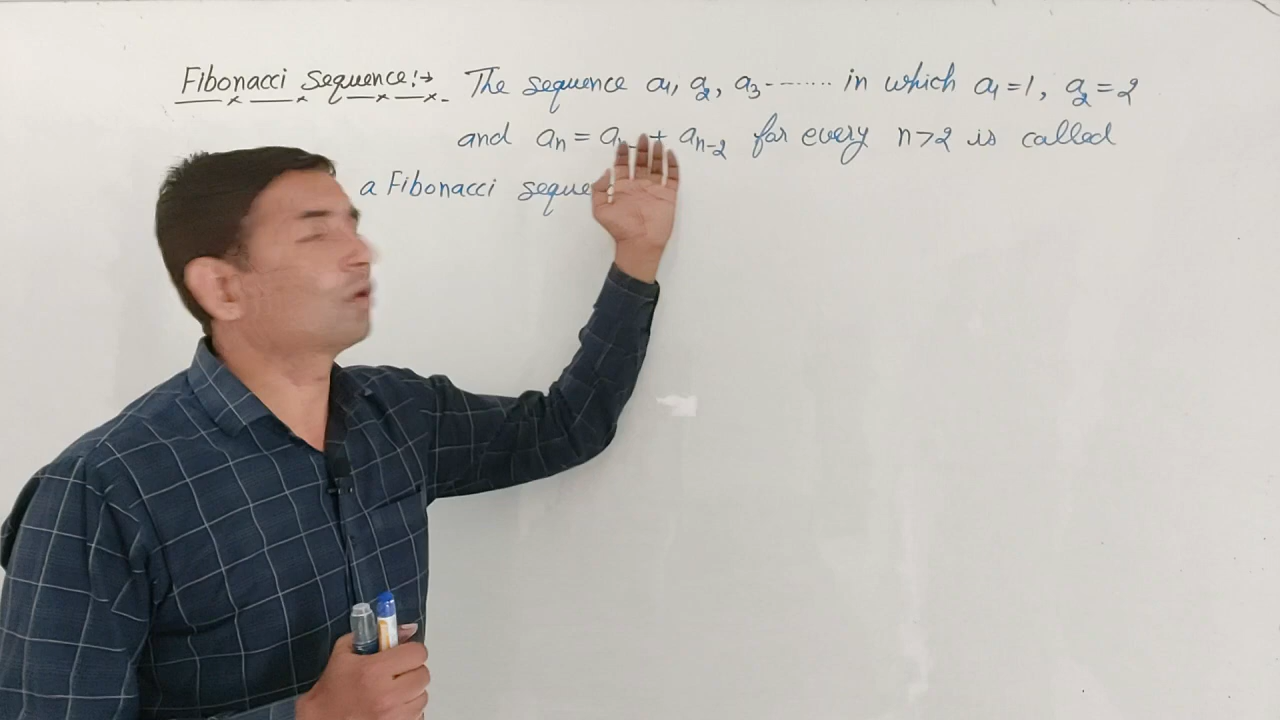 Fibonacci Sequence:→ The sequence a1, a2, a3-------- in which a1 = 1, a2 = 2
and an = an- + an-2 for every n>2 is called
a Fibonacci seque